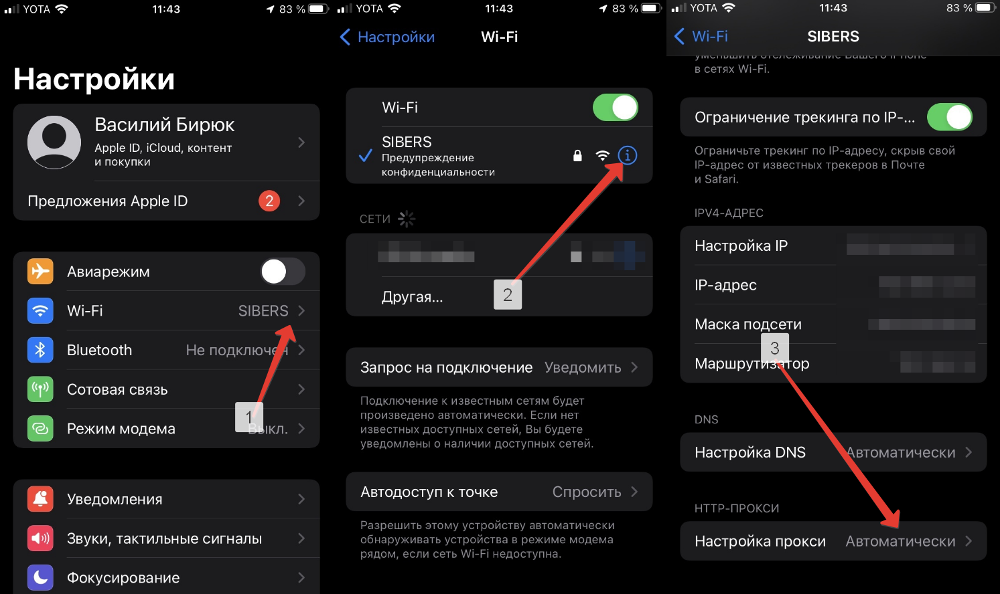 YOTA 11:43 83 %
Настройки
Василий Бирюк
Apple ID, iCloud, контент
и покупки
Предложения Apple ID 2
Авиарежим
Wi-Fi SIBERS
Bluetooth Не подключен
Сотовая связь
1
Режим модема Выкл.
Уведомления
Звуки, тактильные сигналы
Фокусирование
YOTA 11:43 83 %
Настройки Wi-Fi
Wi-Fi
SIBERS
Предупреждение
конфиденциальности
СЕТИ
Другая...
2
Запрос на подключение Уведомить
Подключение к известным сетям будет
произведено автоматически. Если нет
известных доступных сетей, Вы будете
уведомлены о наличии доступных сетей.
Автодоступ к точке Спросить
Разрешить этому устройству автоматически
обнаруживать устройства в режиме модема
рядом, если сеть Wi-Fi недоступна.
YOTA 11:43 83 %
Wi-Fi SIBERS
уменьшить отслеживание Вашего iPhone
в сетях Wi-Fi.
Ограничение трекинга по IP-...
Ограничьте трекинг по IP-адресу, скрыв свой
IP-адрес от известных трекеров в Почте
и Safari.
IPV4-АДРЕС
Настройка IP
IP-адрес
Маска подсети
3
Маршрутизатор
DNS
Настройка DNS Автоматически
HTTP-ПРОКСИ
Настройка прокси Автоматически